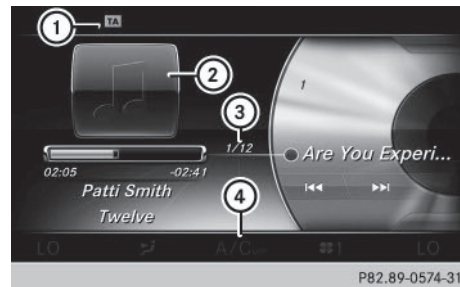 1 TA
2
3
1
1/12
Are You Experi...
02:05 -02:41
Patti Smith
Twelve
4
LO A/C 1 LO
P82.89-0574-31